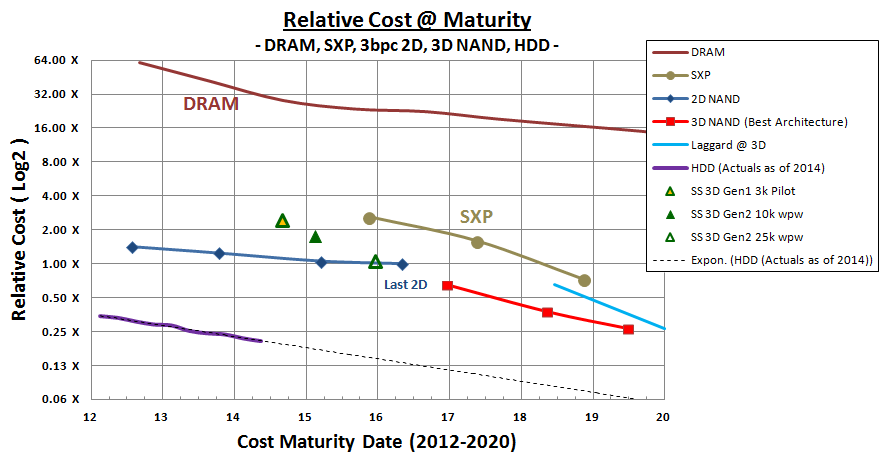 Relative Cost @ Maturity
- DRAM, SXP, 3bpc 2D, 3D NAND, HDD -
Relative Cost ( Log2 )
64.00 X
32.00 X
16.00 X
8.00 X
4.00 X
2.00 X
1.00 X
0.50 X
0.25 X
0.13 X
0.06 X
DRAM
SXP
Last 2D
12
13
14
15
16
17
18
19
20
Cost Maturity Date (2012-2020)
DRAM
SXP
2D NAND
3D NAND (Best Architecture)
Laggard @ 3D
HDD (Actuals as of 2014)
SS 3D Gen1 3k Pilot
SS 3D Gen2 10k wpw
SS 3D Gen2 25k wpw
Expon. (HDD (Actuals as of 2014))